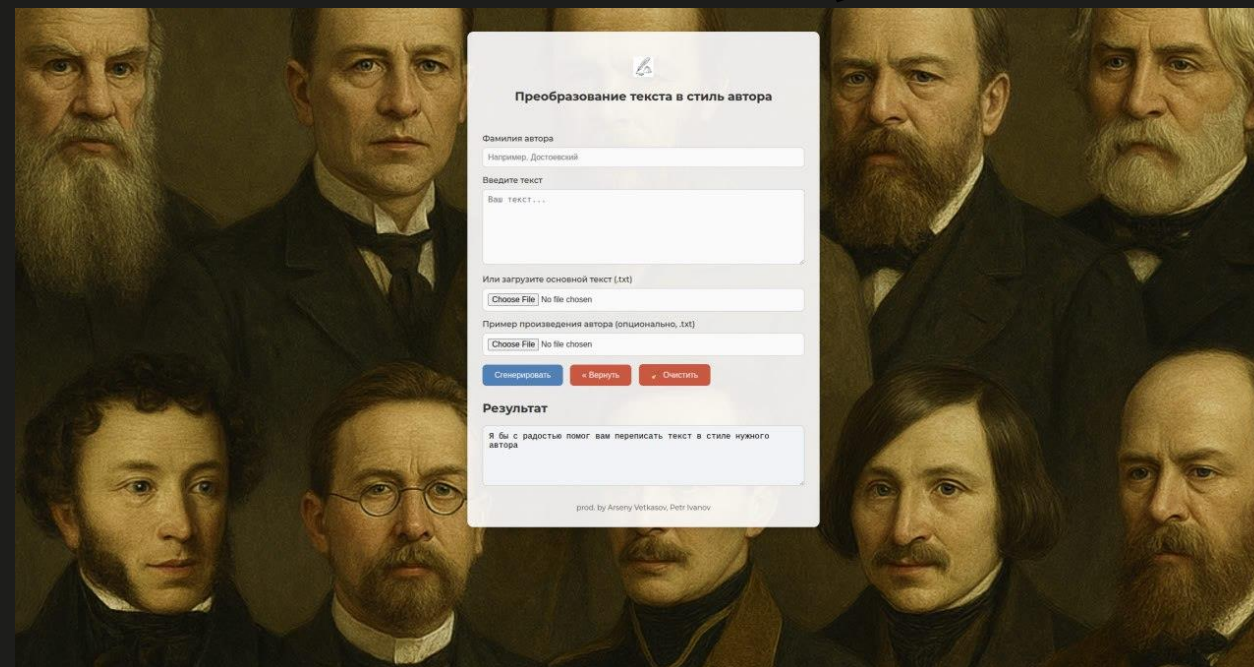 Преобразование текста в стиль автора
Фамилия автора
Например, Достоевский
Введите текст
Ваш текст...
Или загрузите основной текст (.txt)
Choose File No file chosen
Пример произведения автора (опционально, .txt)
Choose File No file chosen
Сгенерировать « Вернуть Очистить
Результат
Я бы с радостью помог вам переписать текст в стиле нужного
автора
prod. by Arseny Vetkasov, Petr Ivanov